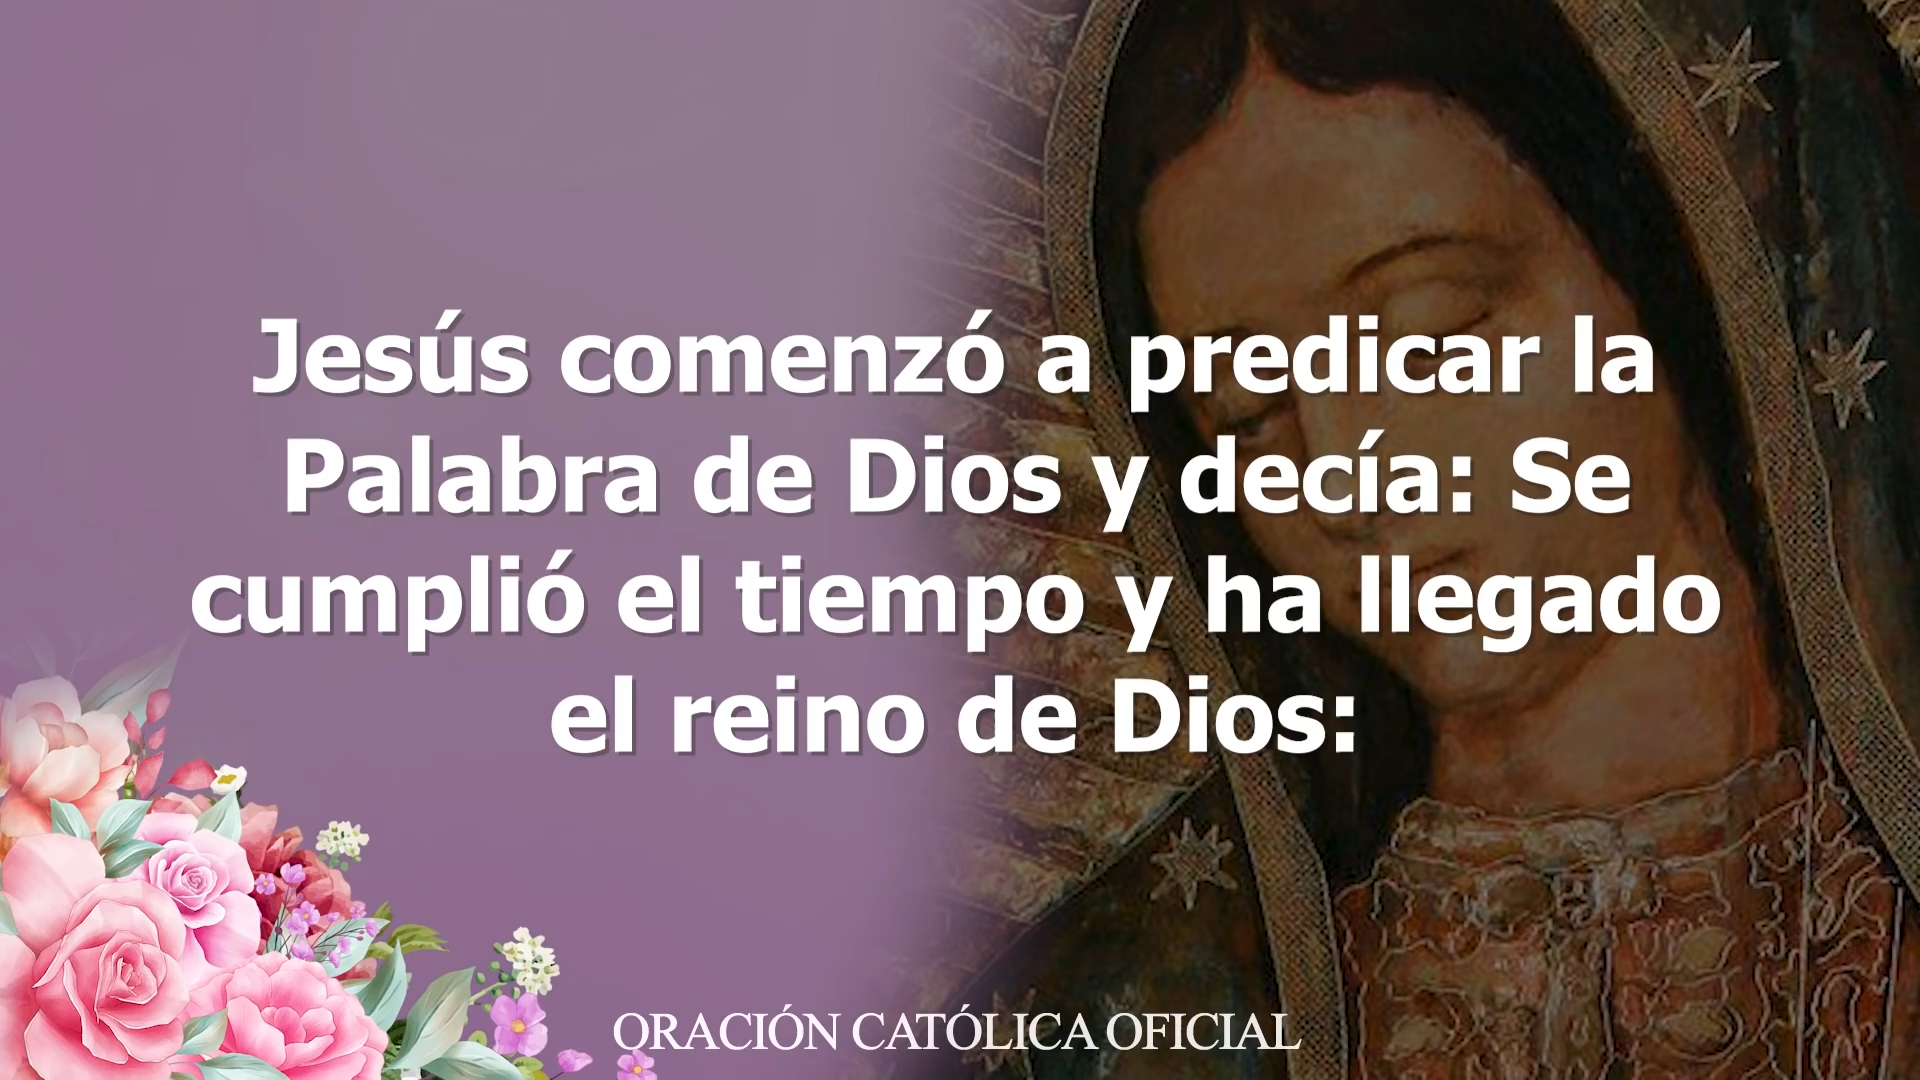 Jesús comenzó a predicar la
Palabra de Dios y decía: Se
cumplió el tiempo y ha llegado
el reino de Dios:
ORACIÓN CATÓLICA OFICIAL